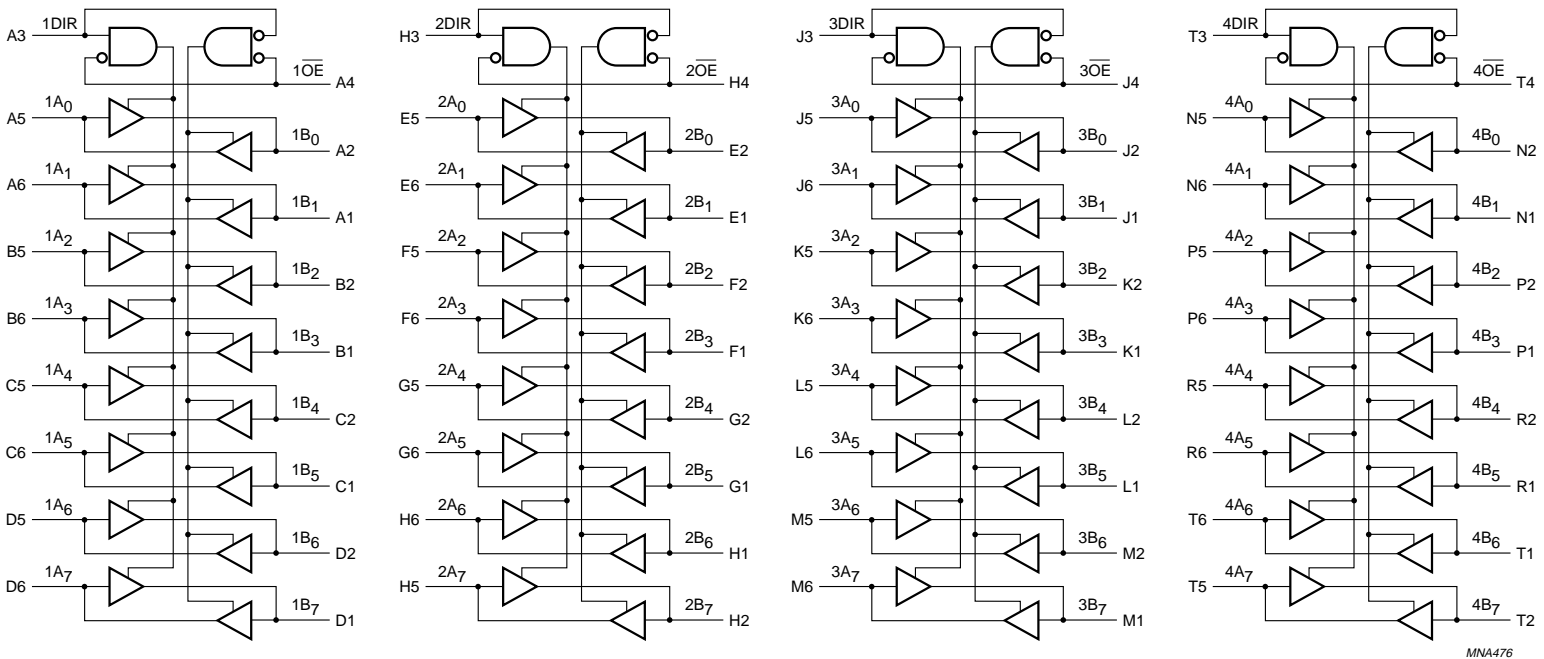 1DIR 2DIR 3DIR 4DIR
A3 H3 J3 T3
1OE 2OE 3OE 4OE
A4 H4 J4 T4
1A0 2A0 3A0 4A0
A5 E5 J5 N5
1B0 2B0 3B0 4B0
A2 E2 J2 N2
1A1 2A1 3A1 4A1
A6 E6 J6 N6
1B1 2B1 3B1 4B1
A1 E1 J1 N1
1A2 2A2 3A2 4A2
B5 F5 K5 P5
1B2 2B2 3B2 4B2
B2 F2 K2 P2
1A3 2A3 3A3 4A3
B6 F6 K6 P6
1B3 2B3 3B3 4B3
B1 F1 K1 P1
1A4 2A4 3A4 4A4
C5 G5 L5 R5
1B4 2B4 3B4 4B4
C2 G2 L2 R2
1A5 2A5 3A5 4A5
C6 G6 L6 R6
1B5 2B5 3B5 4B5
C1 G1 L1 R1
1A6 2A6 3A6 4A6
D5 H6 M5 T6
1B6 2B6 3B6 4B6
D2 H1 M2 T1
1A7 2A7 3A7 4A7
D6 H5 M6 T5
1B7 2B7 3B7 4B7
D1 H2 M1 T2
MNA476